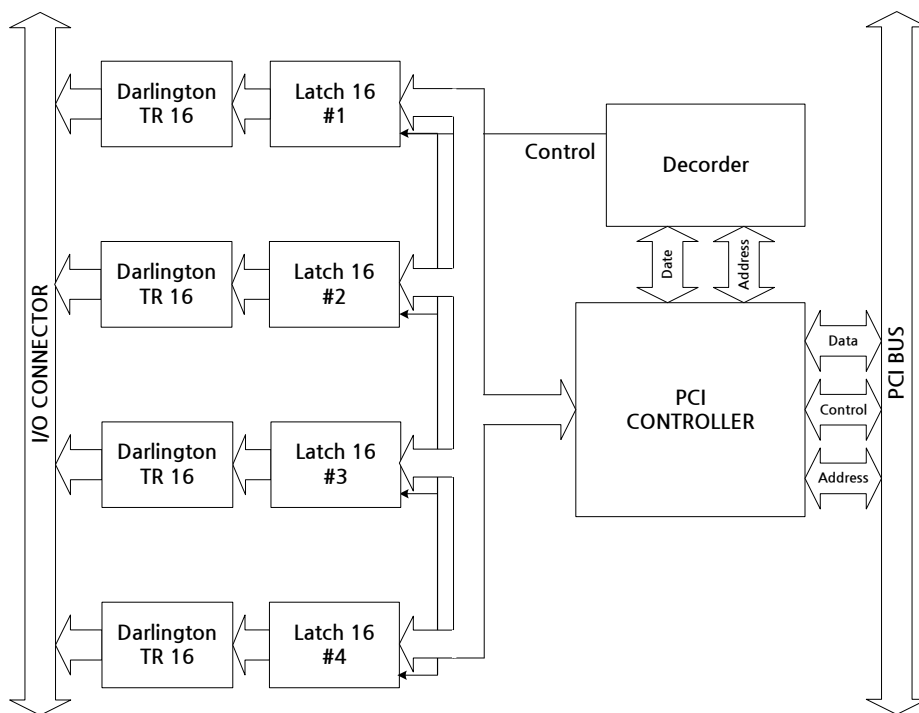 I/O CONNECTOR
Darlington
TR 16
Latch 16
#1
Control
Decorder
Date
Address
Darlington
TR 16
Latch 16
#2
PCI
CONTROLLER
Data
Control
Address
PCI BUS
Darlington
TR 16
Latch 16
#3
Darlington
TR 16
Latch 16
#4